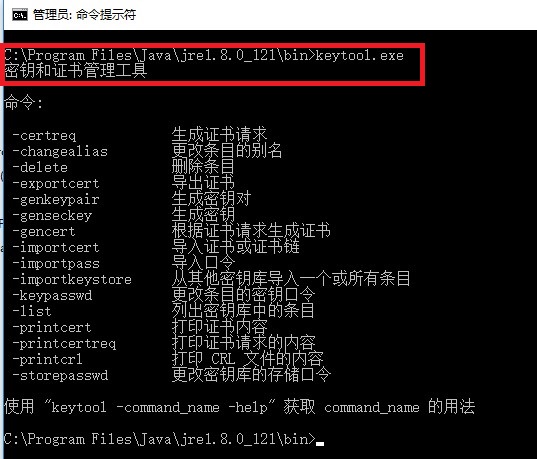 管理员: 命令提示符
C:\Program Files\Java\jre1.8.0_121\bin>keytool.exe
密钥和证书管理工具
命令:
-certreq 生成证书请求
-changealias 更改条目的别名
-delete 删除条目
-exportcert 导出证书
-genkeypair 生成密钥对
-genseckey 生成密钥
-gencert 根据证书请求生成证书
-importcert 导入证书或证书链
-importpass 导入口令
-importkeystore 从其他密钥库导入一个或所有条目
-keypasswd 更改条目的密钥口令
-list 列出密钥库中的条目
-printcert 打印证书内容
-printcertreq 打印证书请求的内容
-printcrl 打印 CRL 文件的内容
-storepasswd 更改密钥库的存储口令
使用 "keytool -command_name -help" 获取 command_name 的用法
C:\Program Files\Java\jre1.8.0_121\bin>